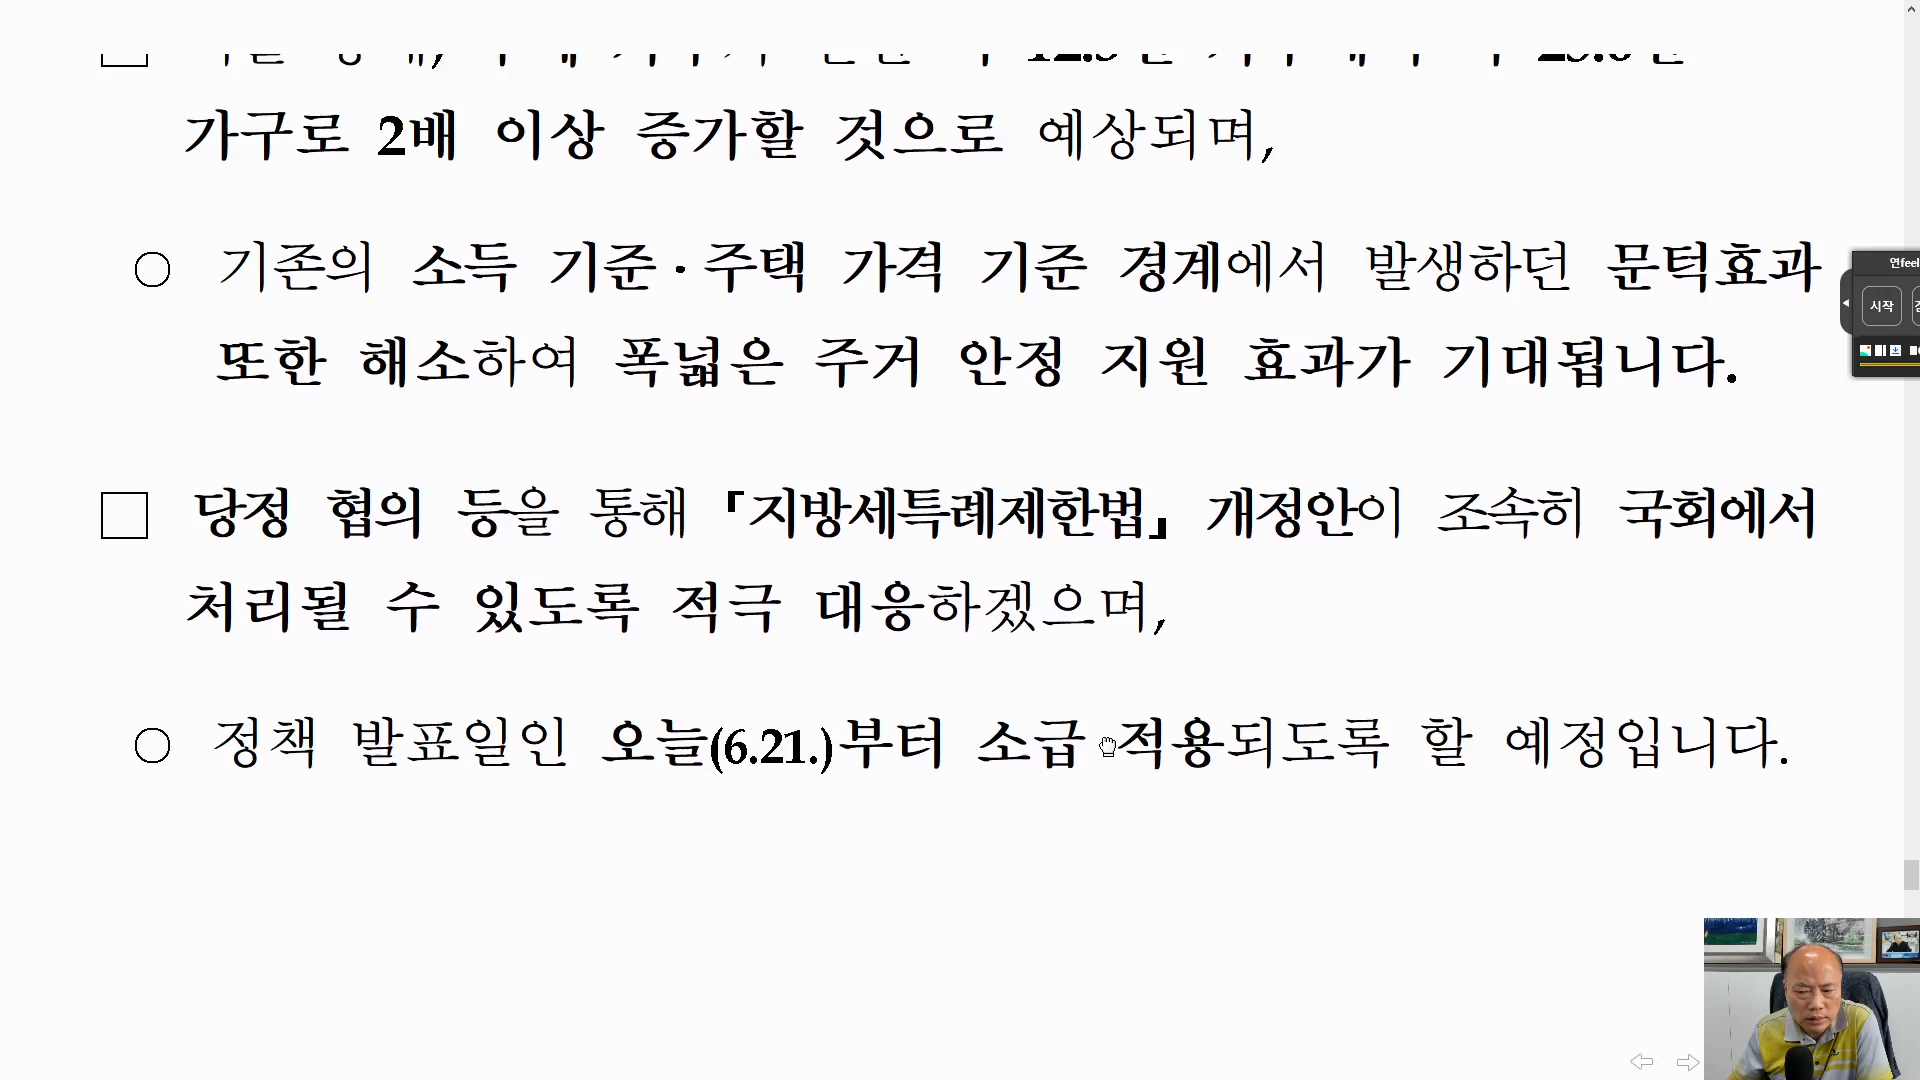 가구로 2배 이상 증가할 것으로 예상되며,
○ 기존의 소득 기준·주택 가격 기준 경계에서 발생하던 문턱효과
또한 해소하여 폭넓은 주거 안정 지원 효과가 기대됩니다.
□ 당정 협의 등을 통해 「지방세특례제한법」 개정안이 조속히 국회에서
처리될 수 있도록 적극 대응하겠으며,
○ 정책 발표일인 오늘(6.21.)부터 소급 적용되도록 할 예정입니다.
연feel
시작